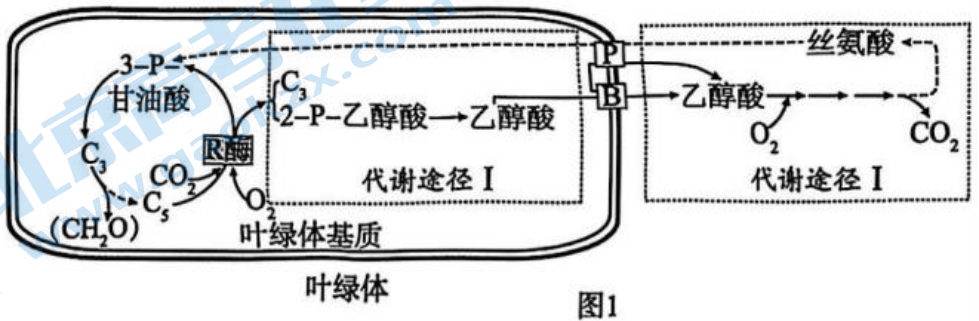 丝氨酸
3-P-
甘油酸
C₃
2-P-乙醇酸
乙醇酸
P
B
乙醇酸
O₂
CO₂
C₃
R酶
CO₂
C₅
O₂
(CH₂O)
代谢途径Ⅰ
代谢途径Ⅰ
叶绿体基质
叶绿体
图1